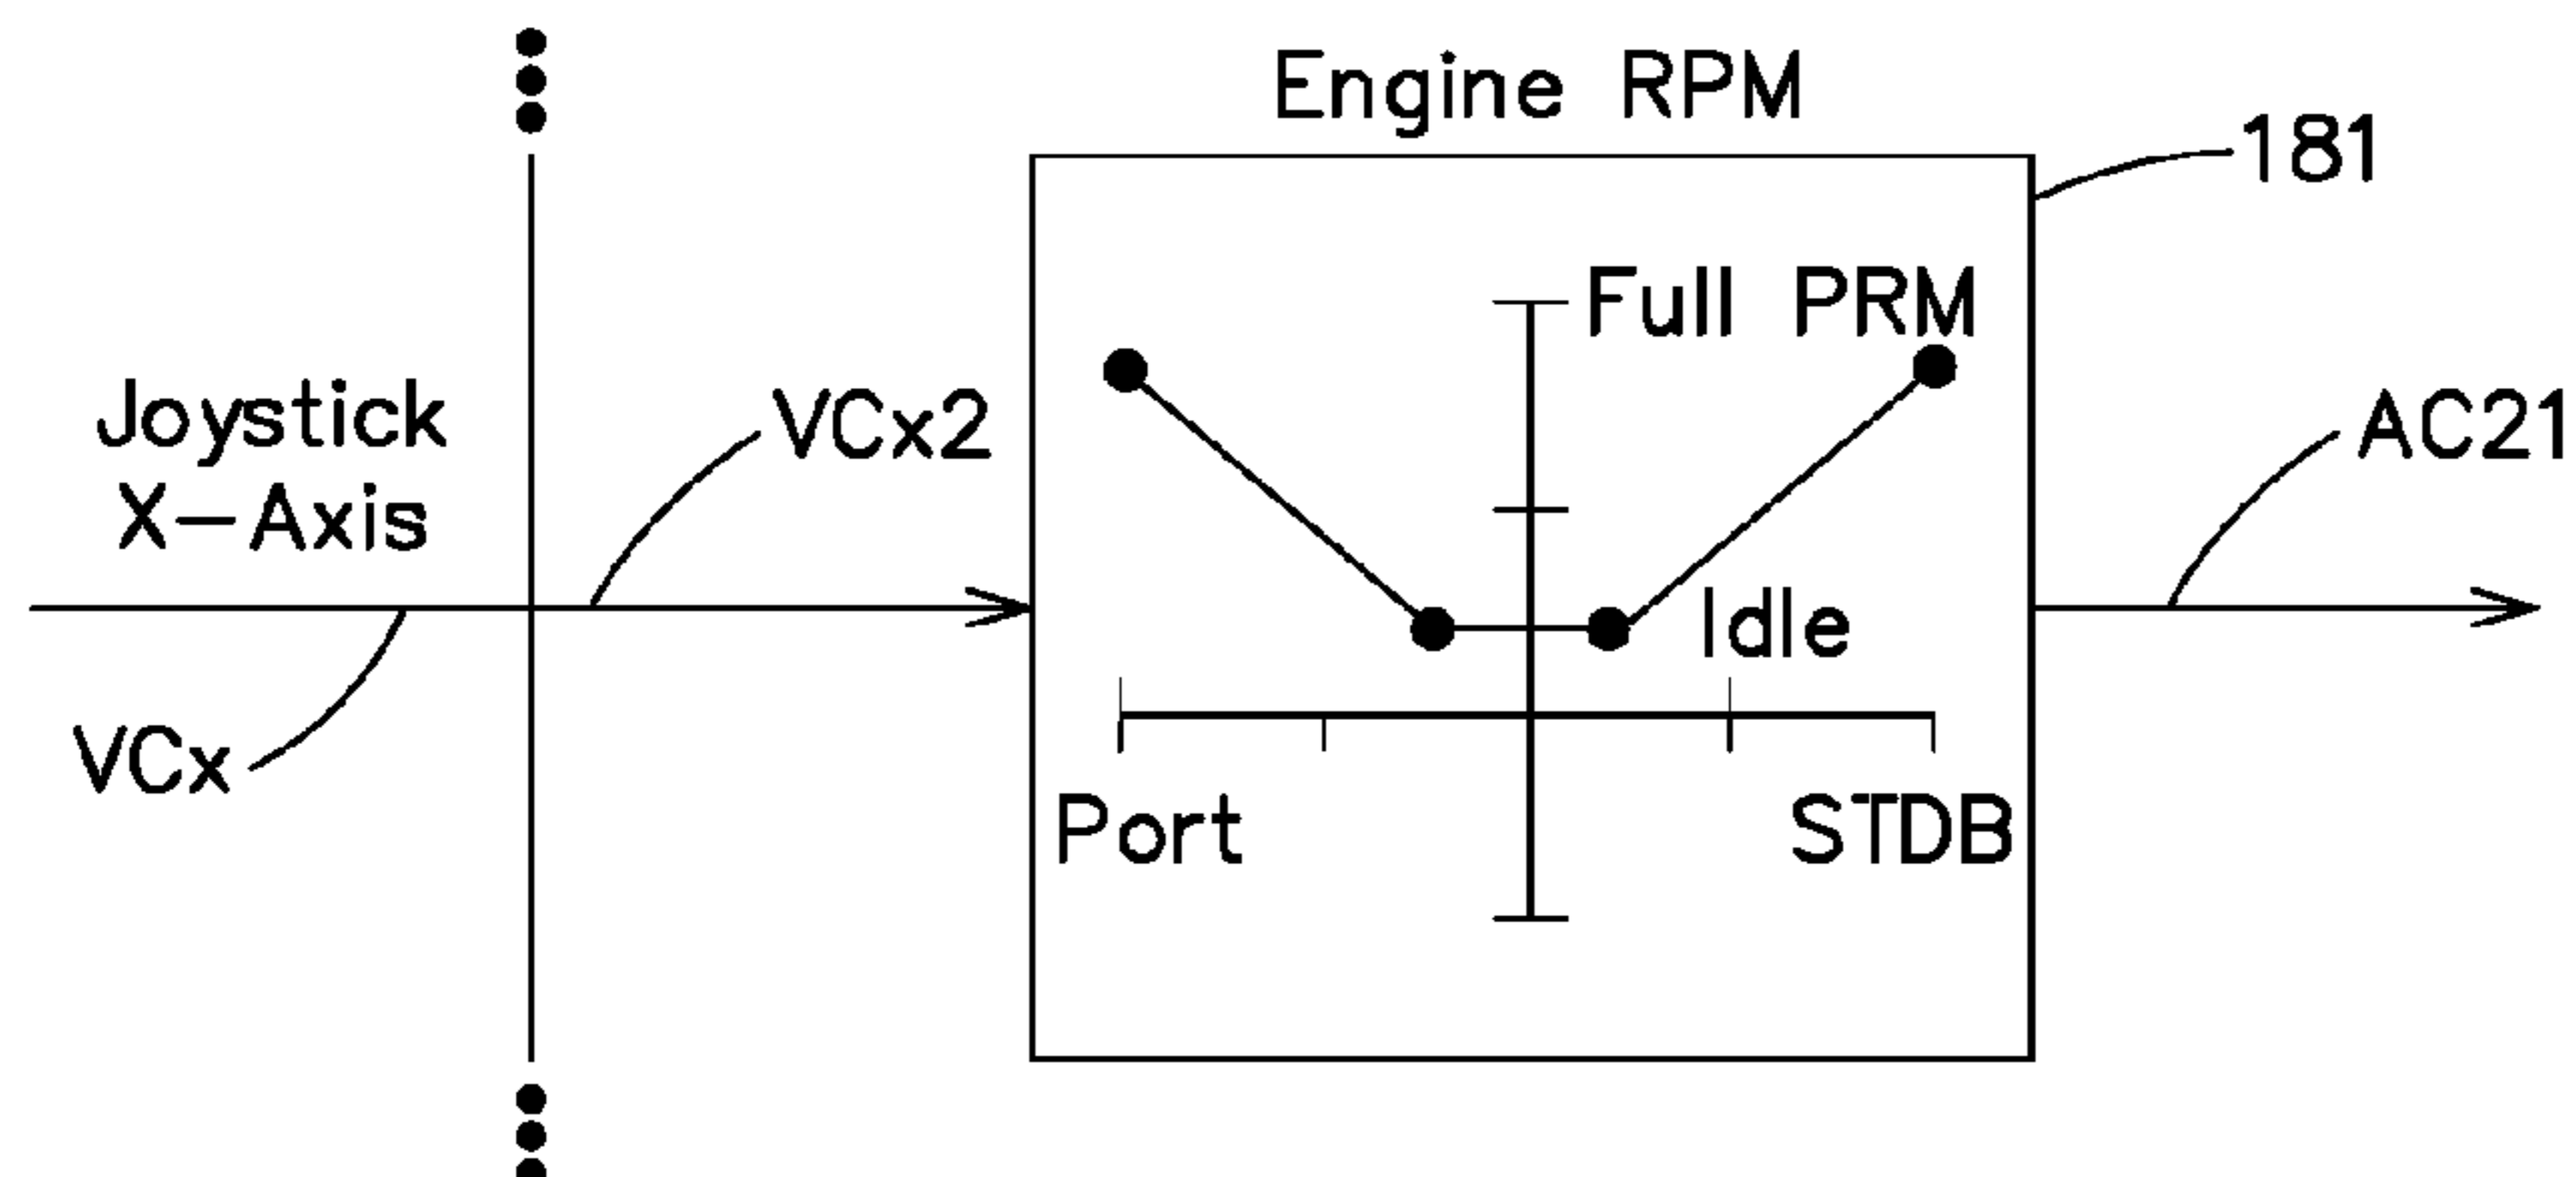 Engine RPM
181
Full PRM
Joystick
X-Axis
VCx2
AC21
Idle
VCx
Port
STDB